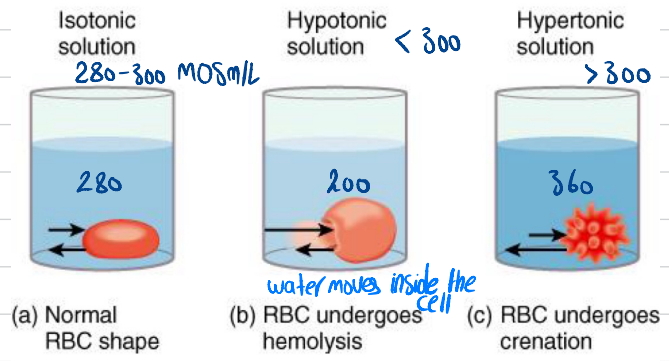 Isotonic
solution
280-300 MOSm/L
280
(a) Normal
RBC shape
Hypotonic
solution
< 300
200
water moves inside the
cell
(b) RBC undergoes
hemolysis
Hypertonic
solution
> 300
360
(c) RBC undergoes
crenation